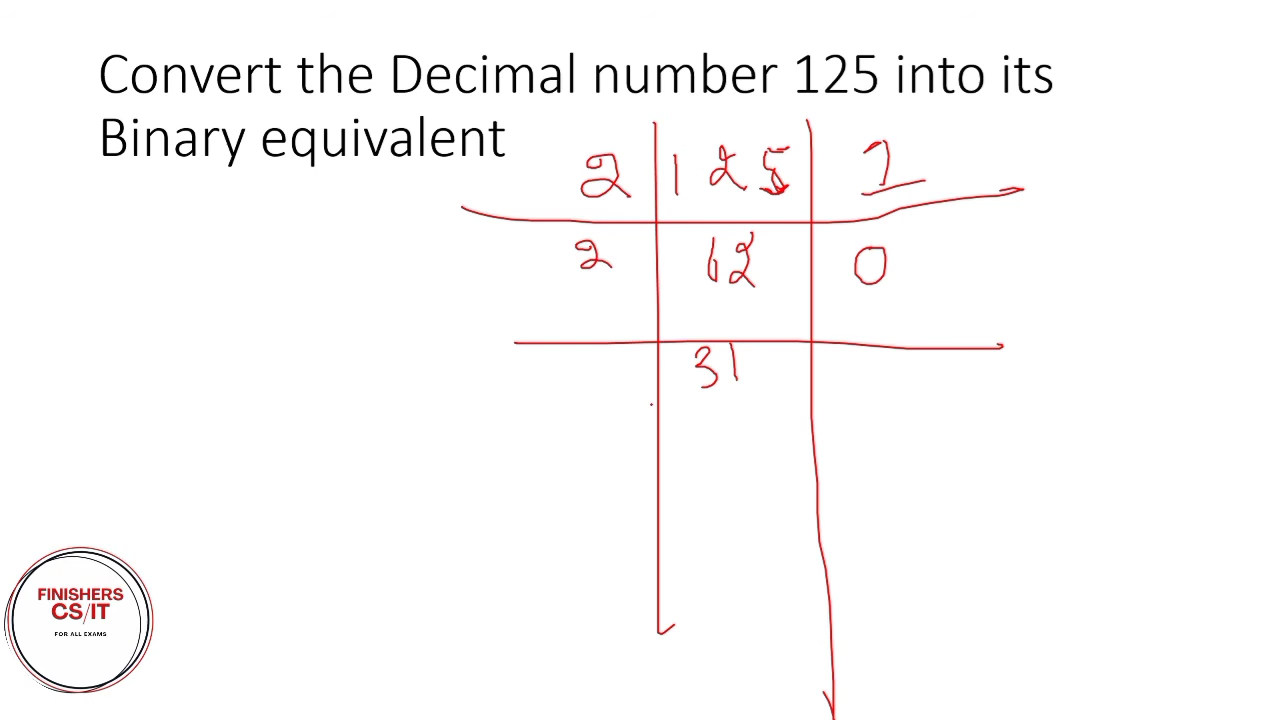 Convert the Decimal number 125 into its
Binary equivalent
2 125 1
2 62 0
31
FINISHERS
CS/IT
FOR ALL EXAMS